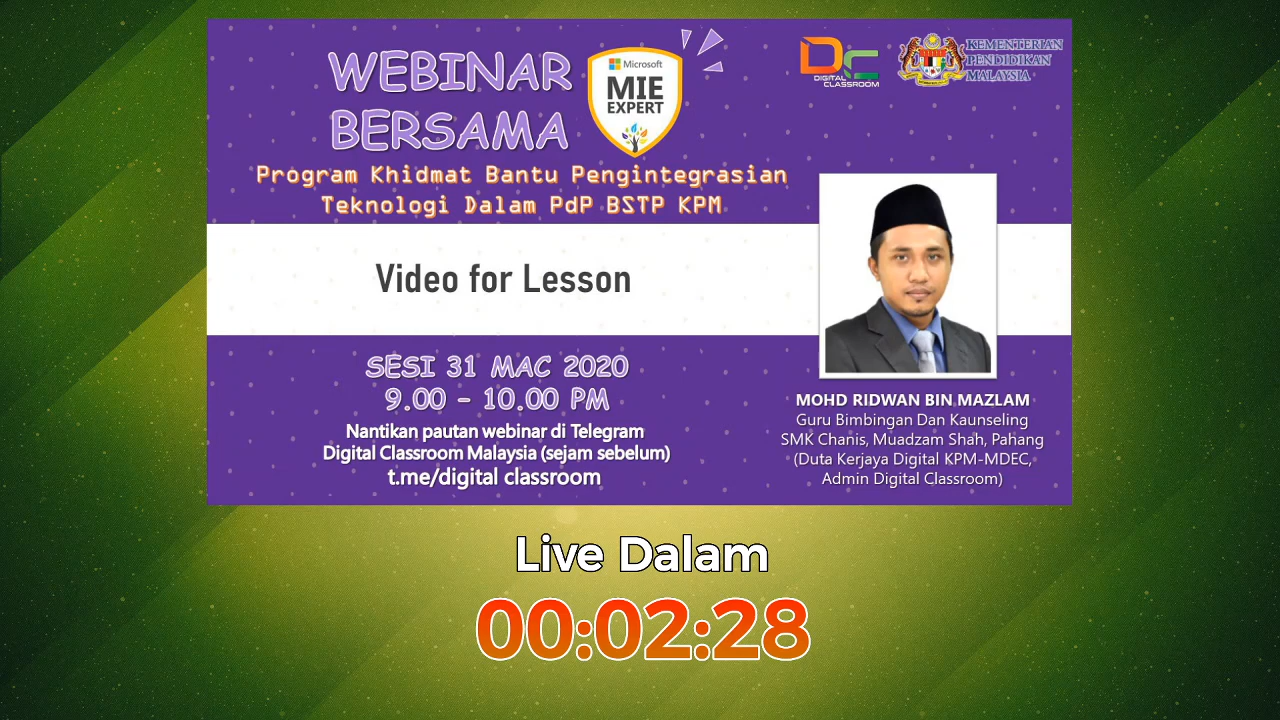 WEBINAR
BERSAMA
Microsoft
MIE
EXPERT
DIGITAL
CLASSROOM
KEMENTERIAN
PENDIDIKAN
MALAYSIA
Program Khidmat Bantu Pengintegrasian
Teknologi Dalam PdP BSTP KPM
Video for Lesson
SESI 31 MAC 2020
9.00 - 10.00 PM
Nantikan pautan webinar di Telegram
Digital Classroom Malaysia (sejam sebelum)
t.me/digital classroom
MOHD RIDWAN BIN MAZLAM
Guru Bimbingan Dan Kaunseling
SMK Chanis, Muadzam Shah, Pahang
(Duta Kerjaya Digital KPM-MDEC,
Admin Digital Classroom)
Live Dalam
00:02:28